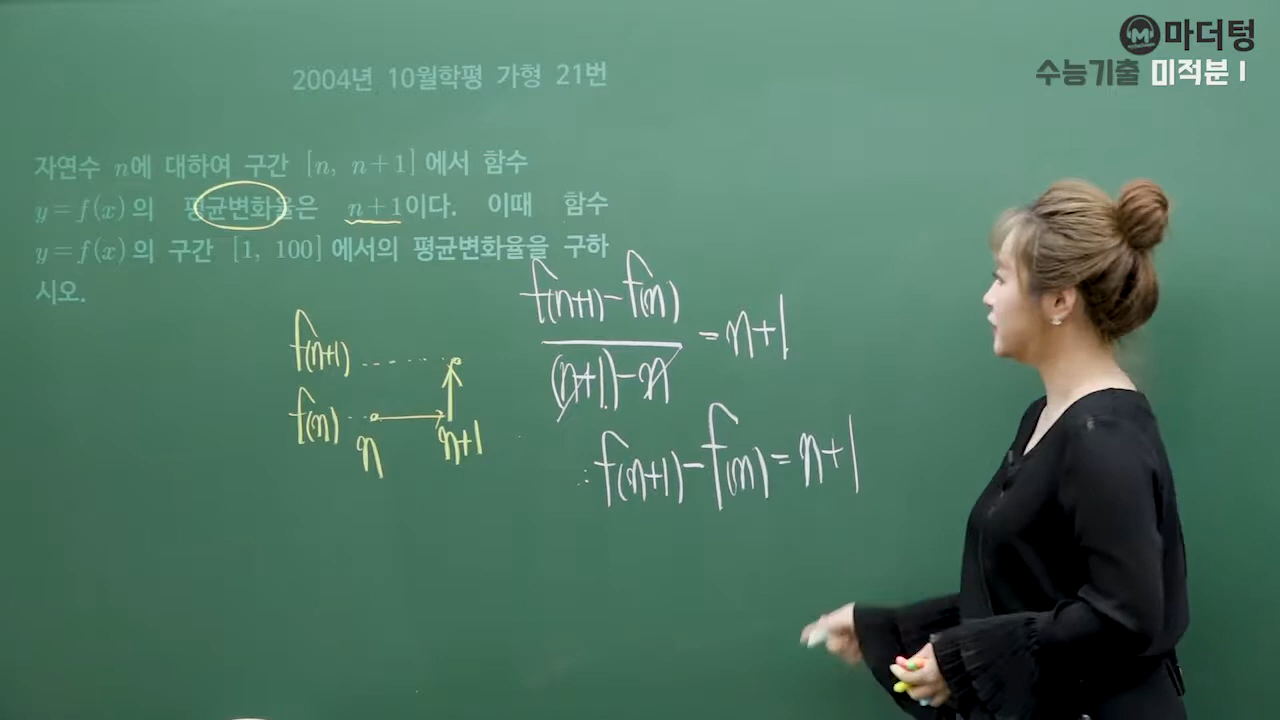 마더텅
수능기출 미적분 I
2004년 10월학평 가형 21번
자연수 n에 대하여 구간 [n, n+1]에서 함수
y=f(x)의 평균변화율은 n+1이다. 이때 함수
y=f(x)의 구간 [1, 100]에서의 평균변화율을 구하
시오.
f(n+1)
f(n)
n
n+1
f(n+1)-f(n)
(n+1)-n
=n+1
∴ f(n+1)-f(n)=n+1